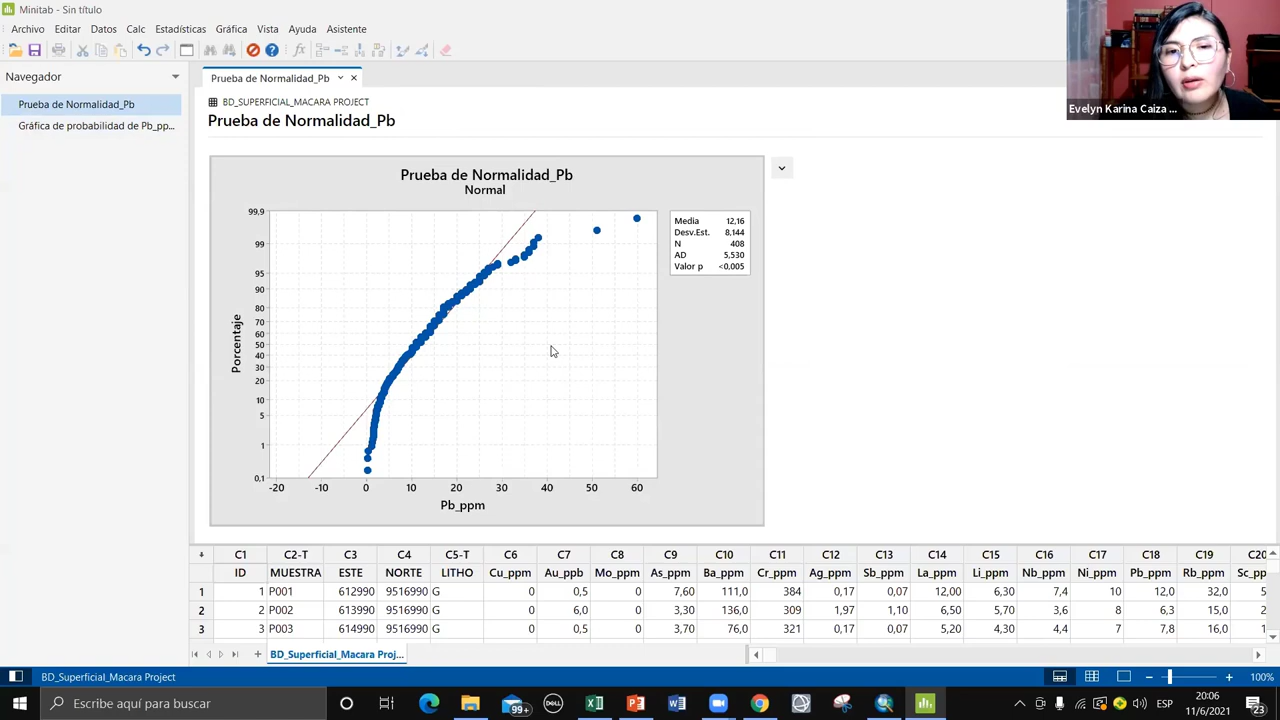 Minitab - Sin título
Archivo Editar Datos Calc Estadísticas Gráfica Vista Ayuda Asistente
Evelyn Karina Caiza ...
Navegador
Prueba de Normalidad_Pb
Gráfica de probabilidad de Pb_pp...
Prueba de Normalidad_Pb
BD_SUPERFICIAL_MACARA PROJECT
Prueba de Normalidad_Pb
Prueba de Normalidad_Pb
Normal
Media 12,16
Desv.Est. 8,144
N 408
AD 5,530
Valor p <0,005
Porcentaje
99,9
99
95
90
80
70
60
50
40
30
20
10
5
1
0,1
-20 -10 0 10 20 30 40 50 60
Pb_ppm
C1 C2-T C3 C4 C5-T C6 C7 C8 C9 C10 C11 C12 C13 C14 C15 C16 C17 C18 C19 C20
ID MUESTRA ESTE NORTE LITHO Cu_ppm Au_ppb Mo_ppm As_ppm Ba_ppm Cr_ppm Ag_ppm Sb_ppm La_ppm Li_ppm Nb_ppm Ni_ppm Pb_ppm Rb_ppm Sc_pp
1 1 P001 612990 9516990 G 0 0,5 0 7,60 111,0 384 0,17 0,07 12,00 6,30 7,4 10 12,0 32,0 5
2 2 P002 613990 9516990 G 0 6,0 0 3,30 136,0 309 1,97 1,10 6,50 5,70 3,6 8 6,3 15,0 2
3 3 P003 614990 9516990 G 0 0,5 0 3,70 76,0 321 0,17 0,07 5,20 4,30 4,4 7 7,8 16,0 1
BD_Superficial_Macara Proj...
BD_Superficial_Macara Project
100%
Escribe aquí para buscar
99+
DELL
ESP
20:06
11/6/2021
23